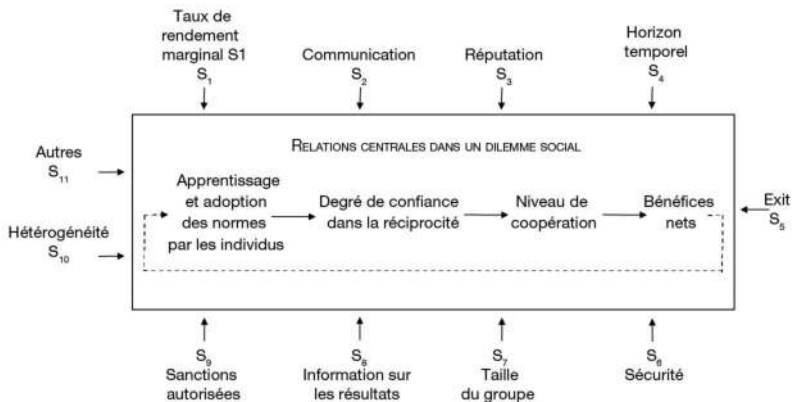 Taux de
rendement
marginal S1
S₁
Communication
S₂
Réputation
S₃
Horizon
temporel
S₄
RELATIONS CENTRALES DANS UN DILEMME SOCIAL
Autres
S₁₁
Apprentissage
et adoption
des normes
par les individus
Degré de confiance
dans la réciprocité
Niveau de
coopération
Bénéfices
nets
Exit
S₅
Hétérogénéité
S₁₀
S₉
Sanctions
autorisées
S₈
Information sur
les résultats
S₇
Taille
du groupe
S₆
Sécurité